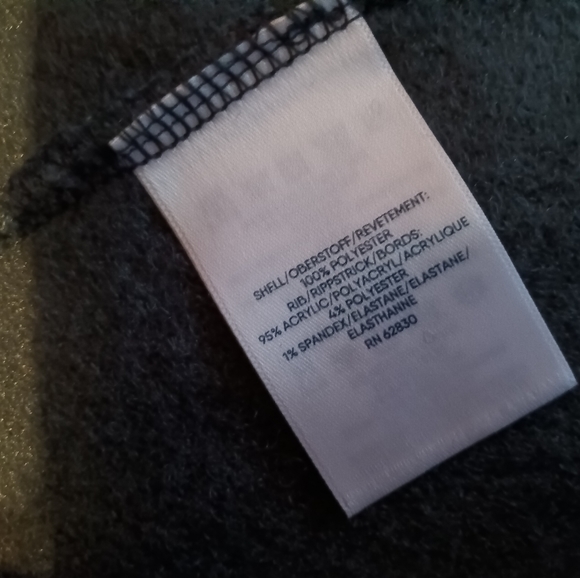 SHELL/OBERSTOFF/REVETEMENT:
100% POLYESTER
RIB/RIPPSTRICK/BORDS:
95% ACRYLIC/POLYACRYL/ACRYLIQUE
4% POLYESTER
1% SPANDEX/ELASTANE/ELASTANE/
ELASTHANNE
RN 62830